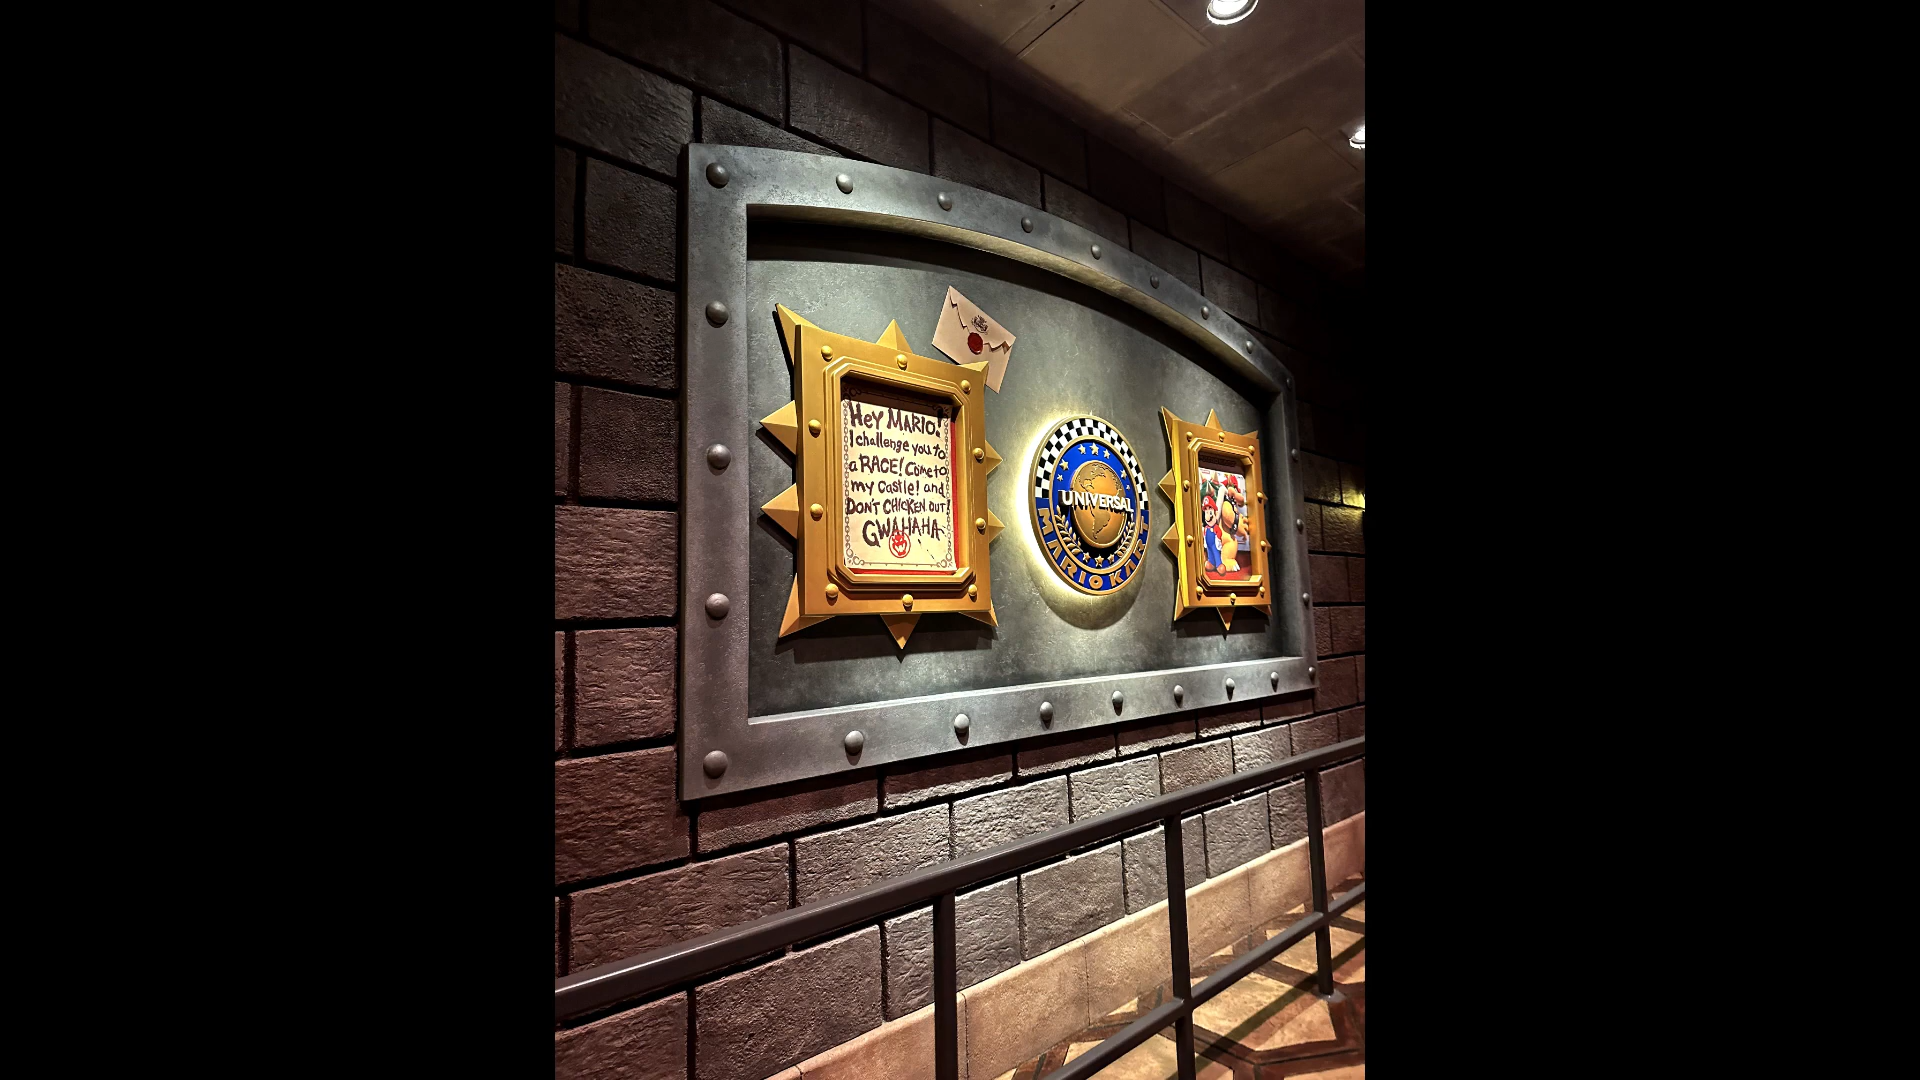 Hey MARIO!
I challenge you to
a RACE! Come to
my Castle! and
DON'T CHICKEN OUT!
GWAHAHA
UNIVERSAL
MARIO KART